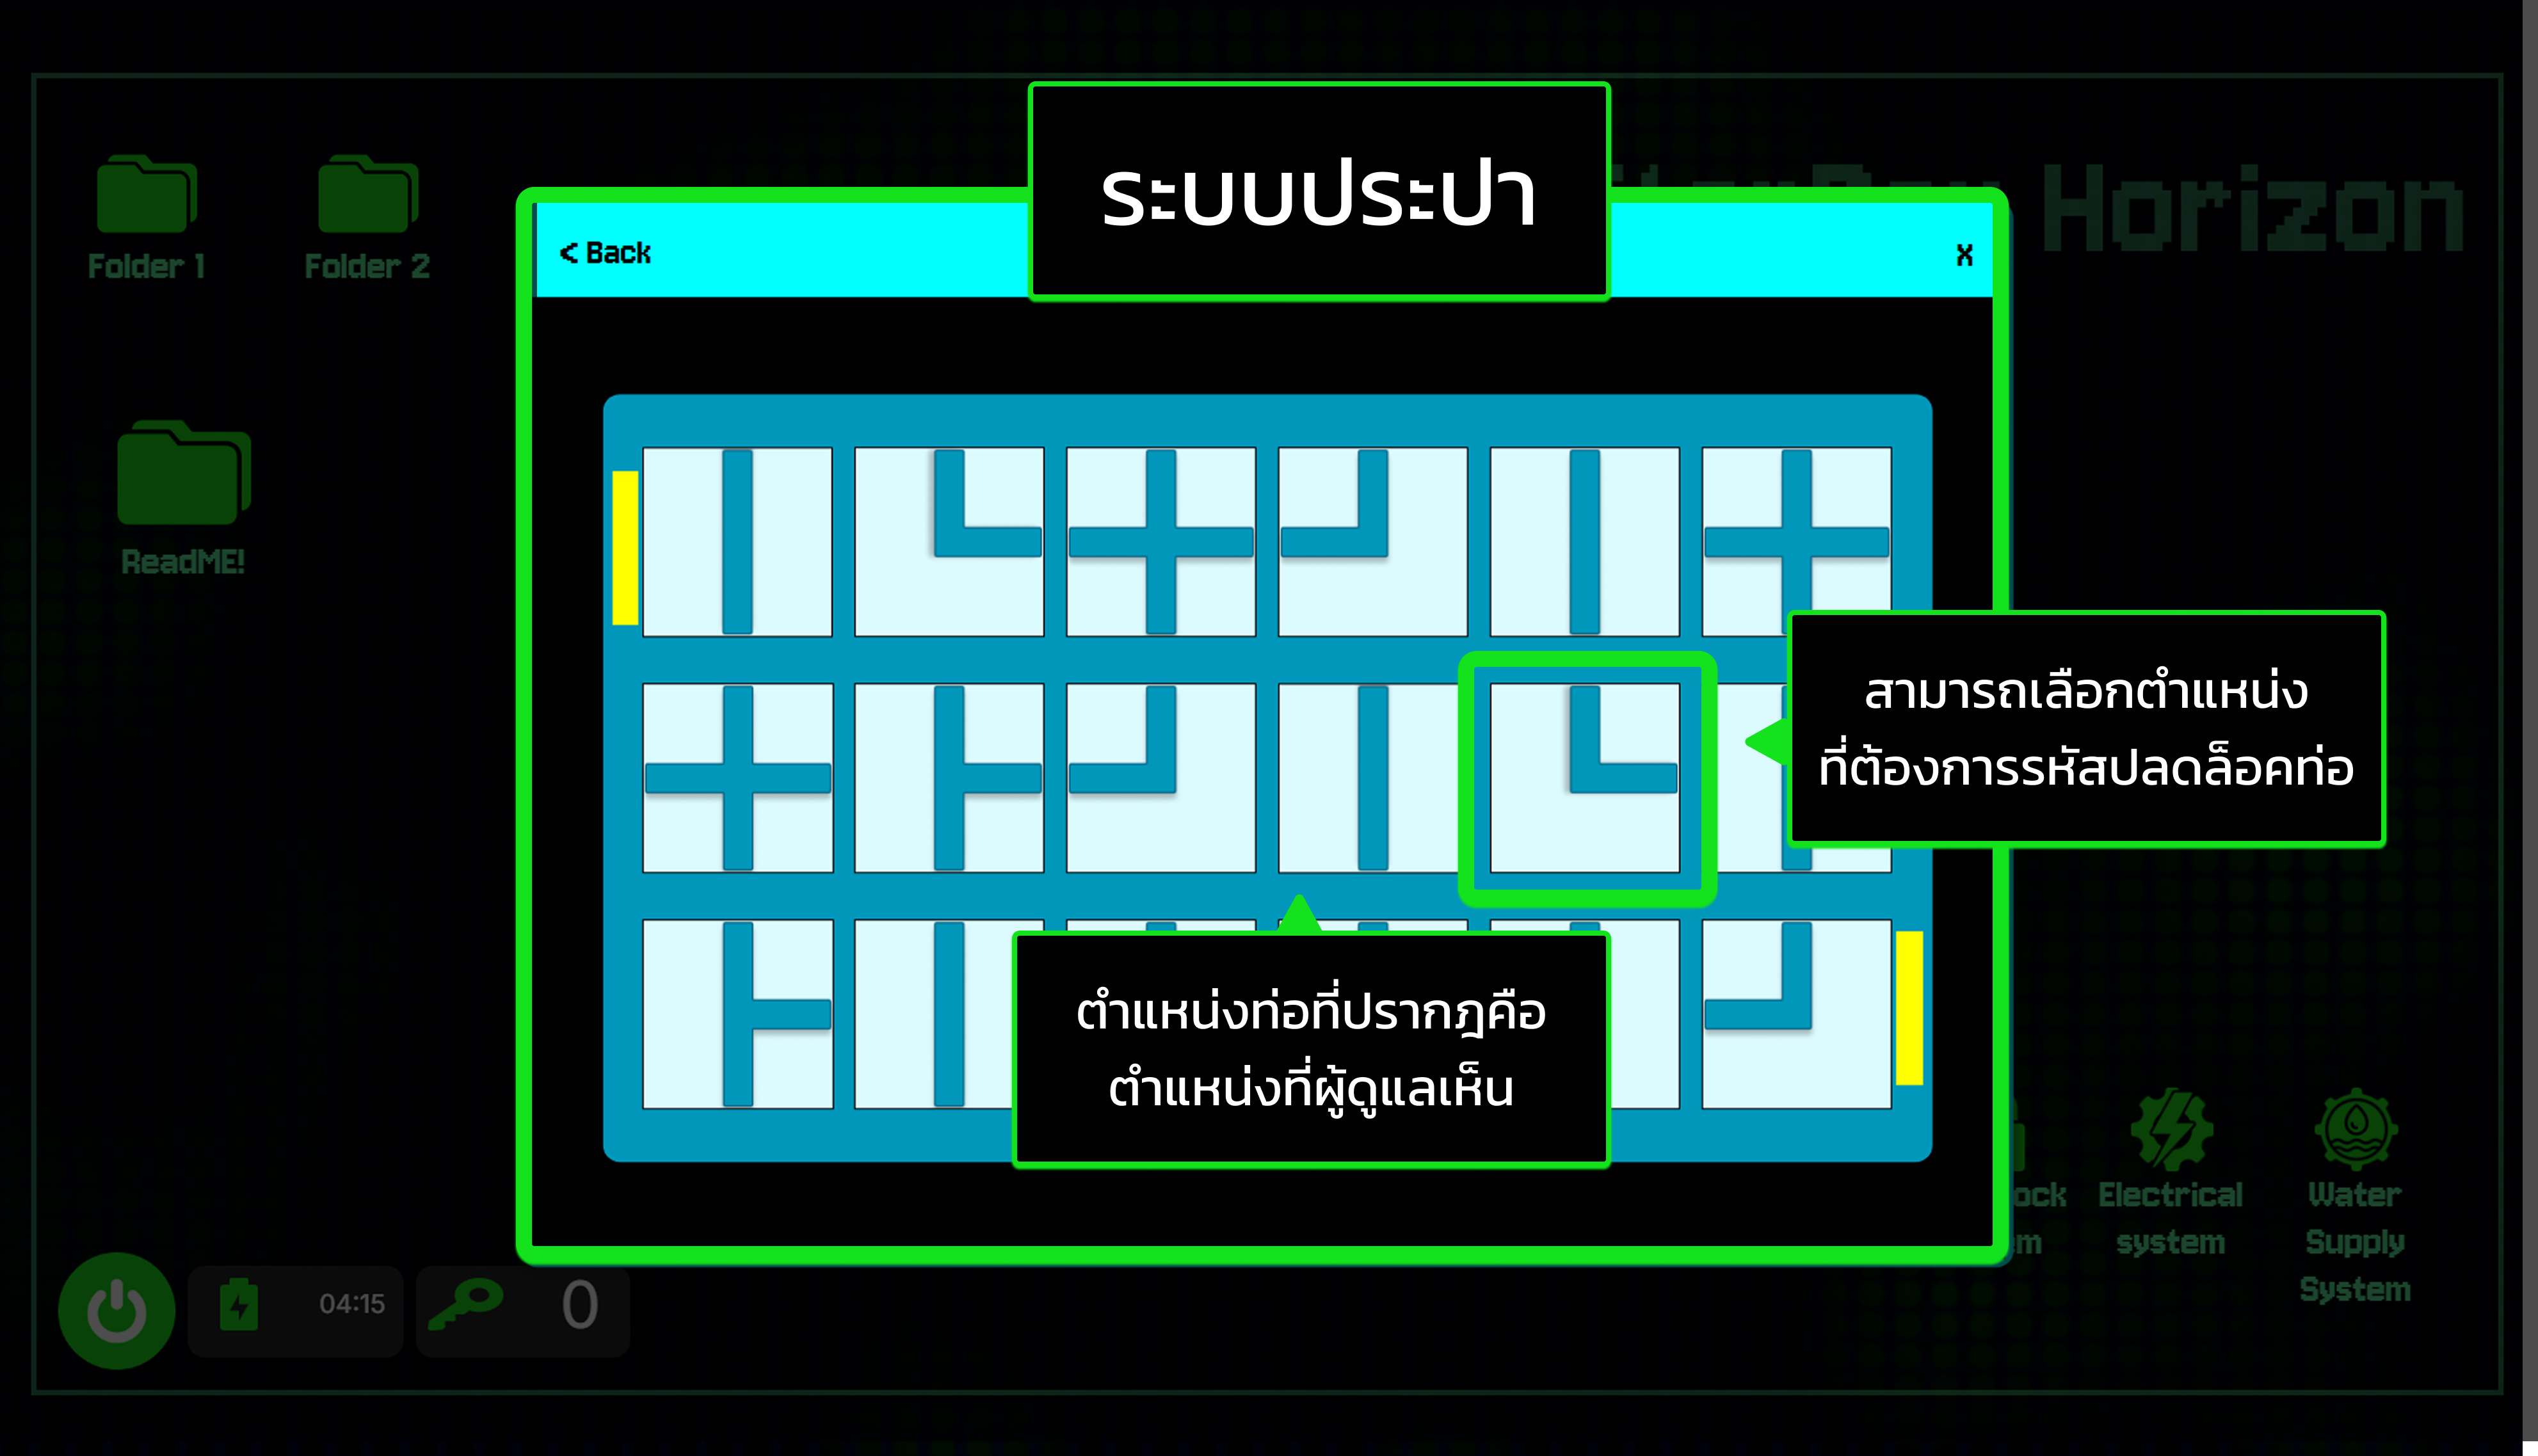 ระบบประปา
Horizon
Folder 1
Folder 2
< Back
x
ReadME!
สามารถเลือกตำแหน่ง
ที่ต้องการรหัสปลดล็อคท่อ
ตำแหน่งท่อที่ปรากฎคือ
ตำแหน่งที่ผู้ดูแลเห็น
Electrical
system
Water
Supply
System
04:15
0